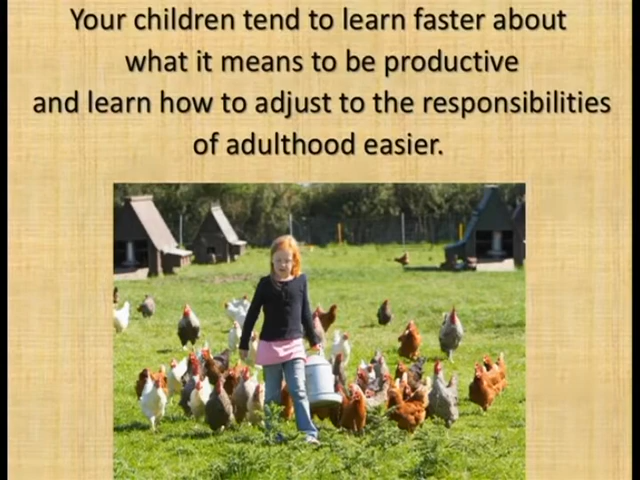 Your children tend to learn faster about
what it means to be productive
and learn how to adjust to the responsibilities
of adulthood easier.